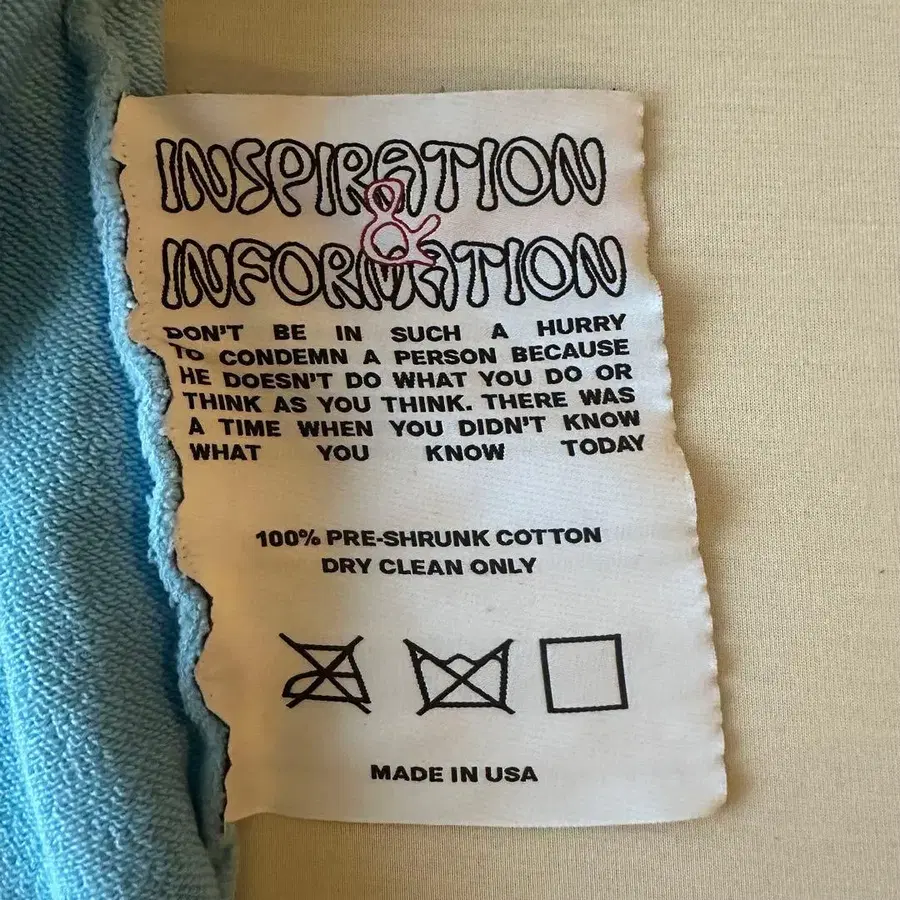 INSPIRATION
&
INFORMATION
DON'T BE IN SUCH A HURRY
TO CONDEMN A PERSON BECAUSE
HE DOESN'T DO WHAT YOU DO OR
THINK AS YOU THINK. THERE WAS
A TIME WHEN YOU DIDN'T KNOW
WHAT YOU KNOW TODAY
100% PRE-SHRUNK COTTON
DRY CLEAN ONLY
MADE IN USA